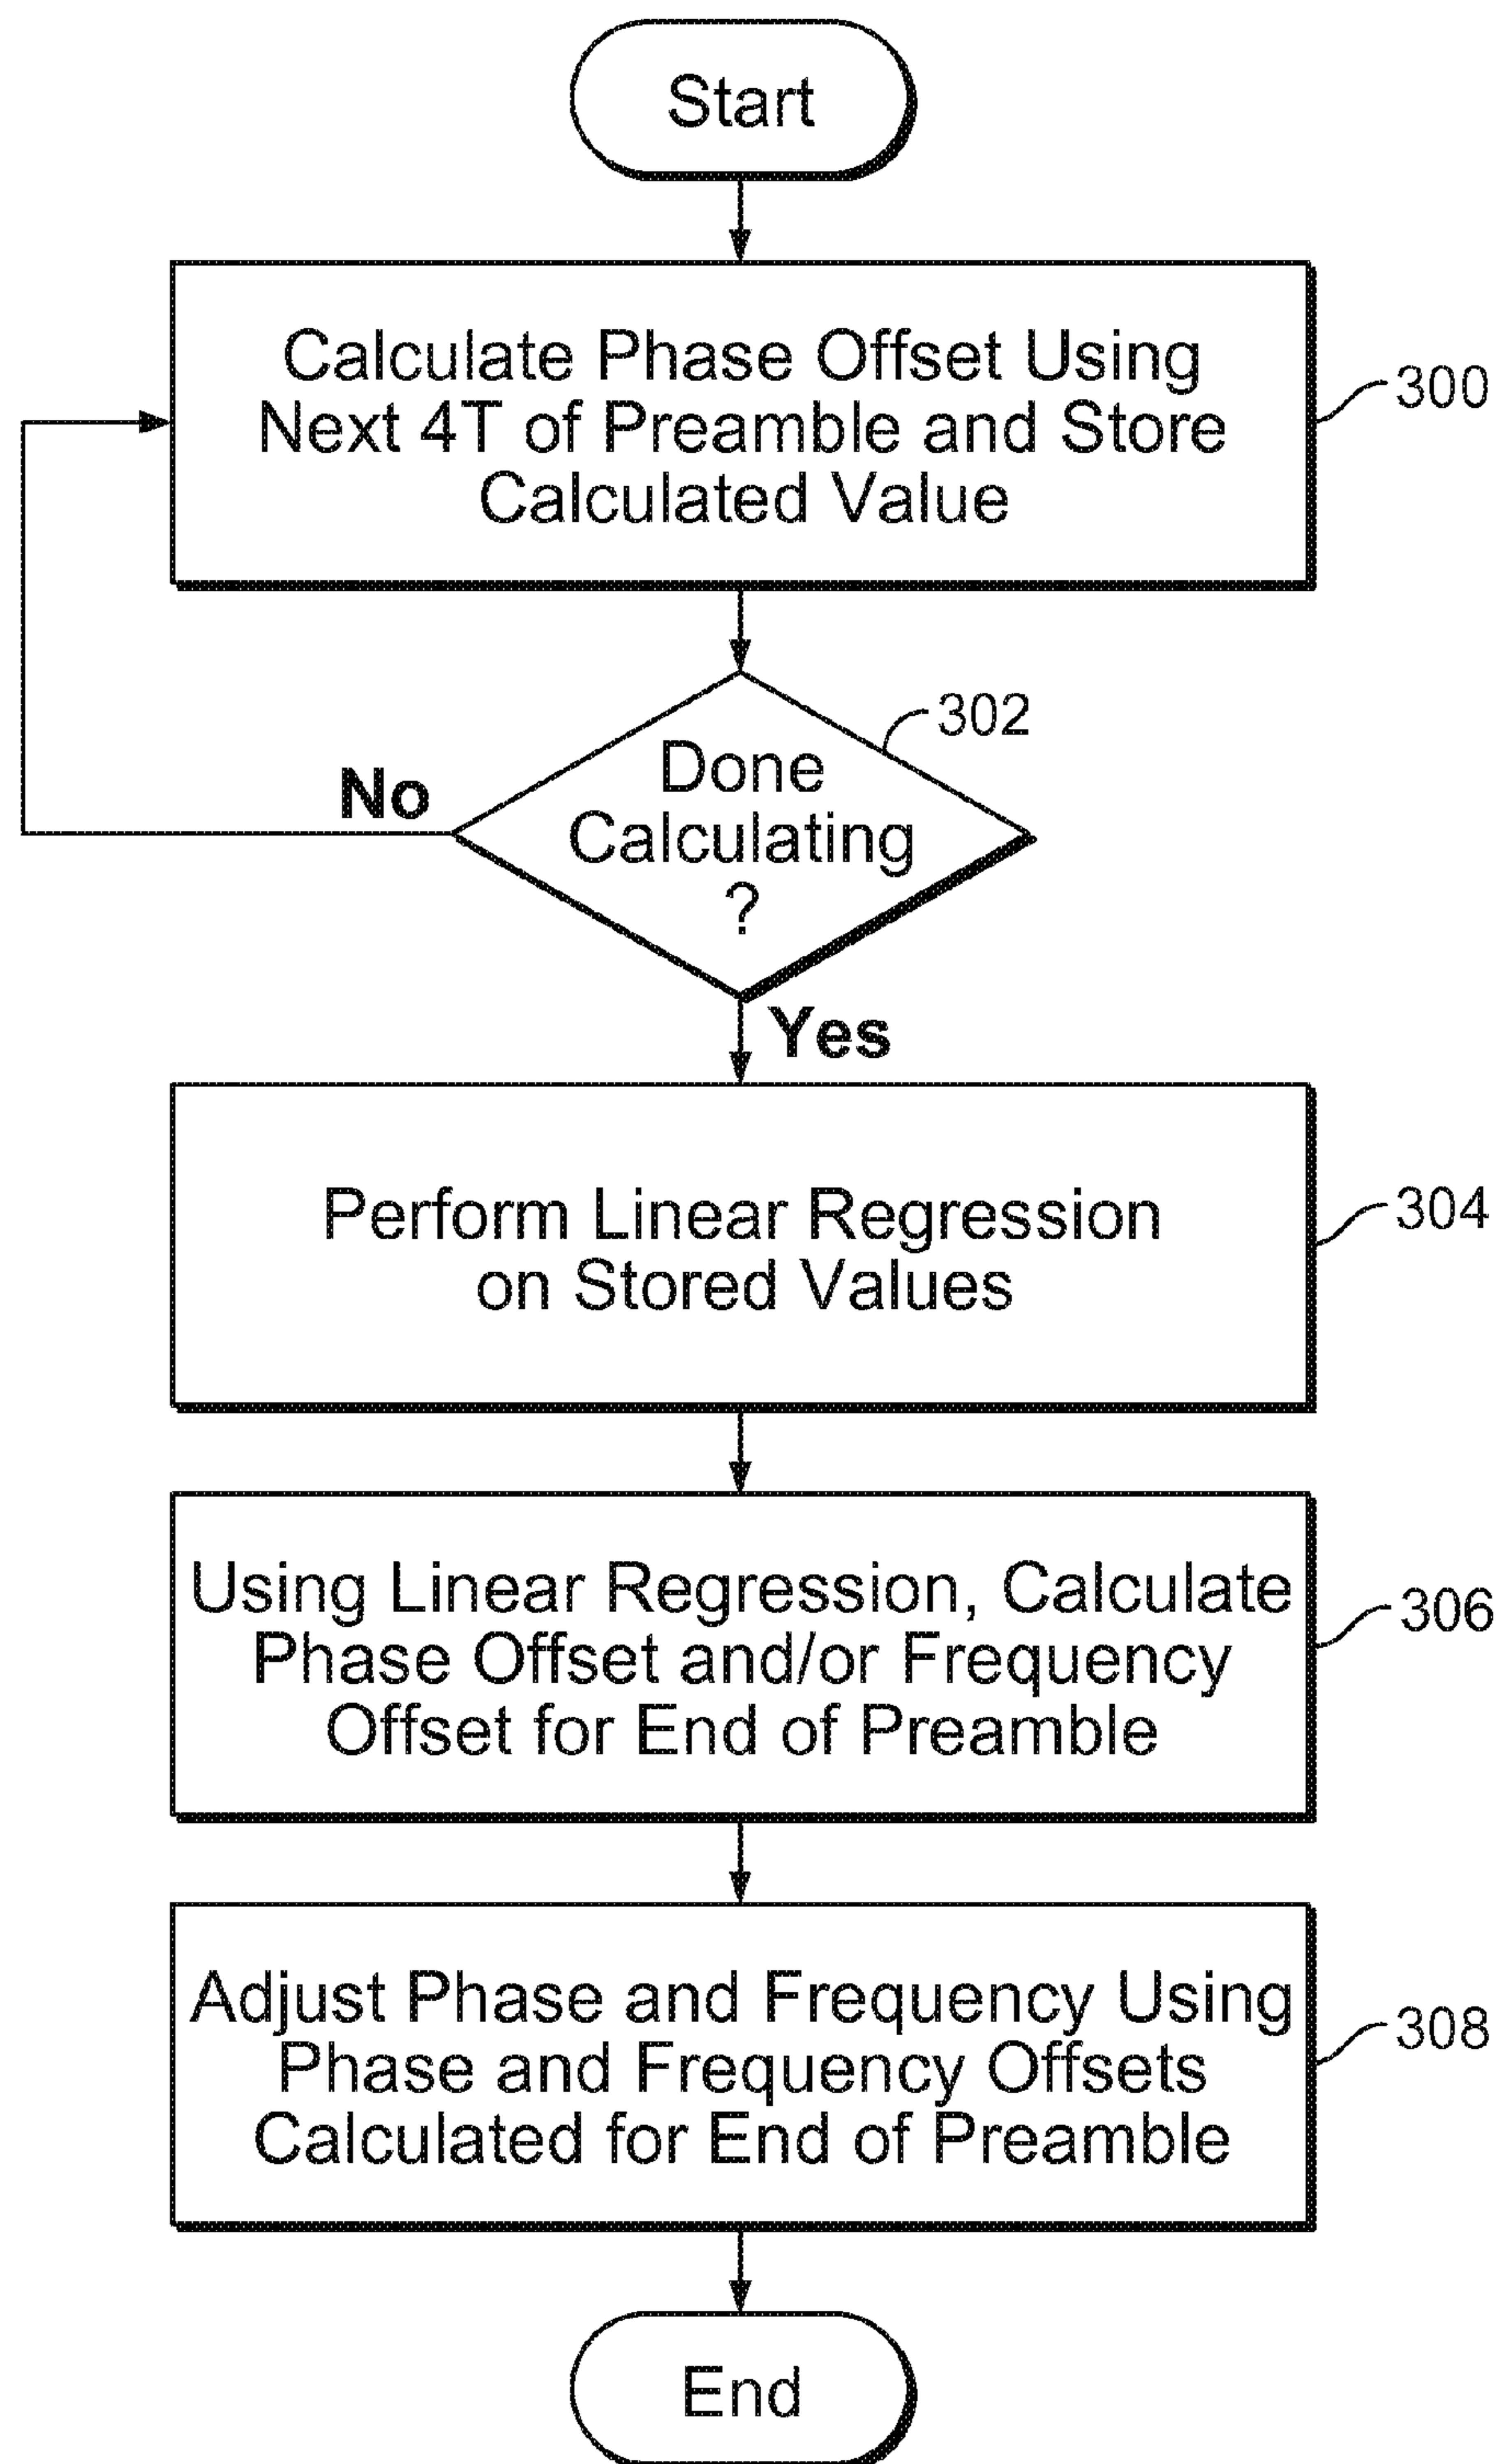 Start
Calculate Phase Offset Using
Next 4T of Preamble and Store
Calculated Value
300
302
Done
Calculating
?
No
Yes
Perform Linear Regression
on Stored Values
304
Using Linear Regression, Calculate
Phase Offset and/or Frequency
Offset for End of Preamble
306
Adjust Phase and Frequency Using
Phase and Frequency Offsets
Calculated for End of Preamble
308
End